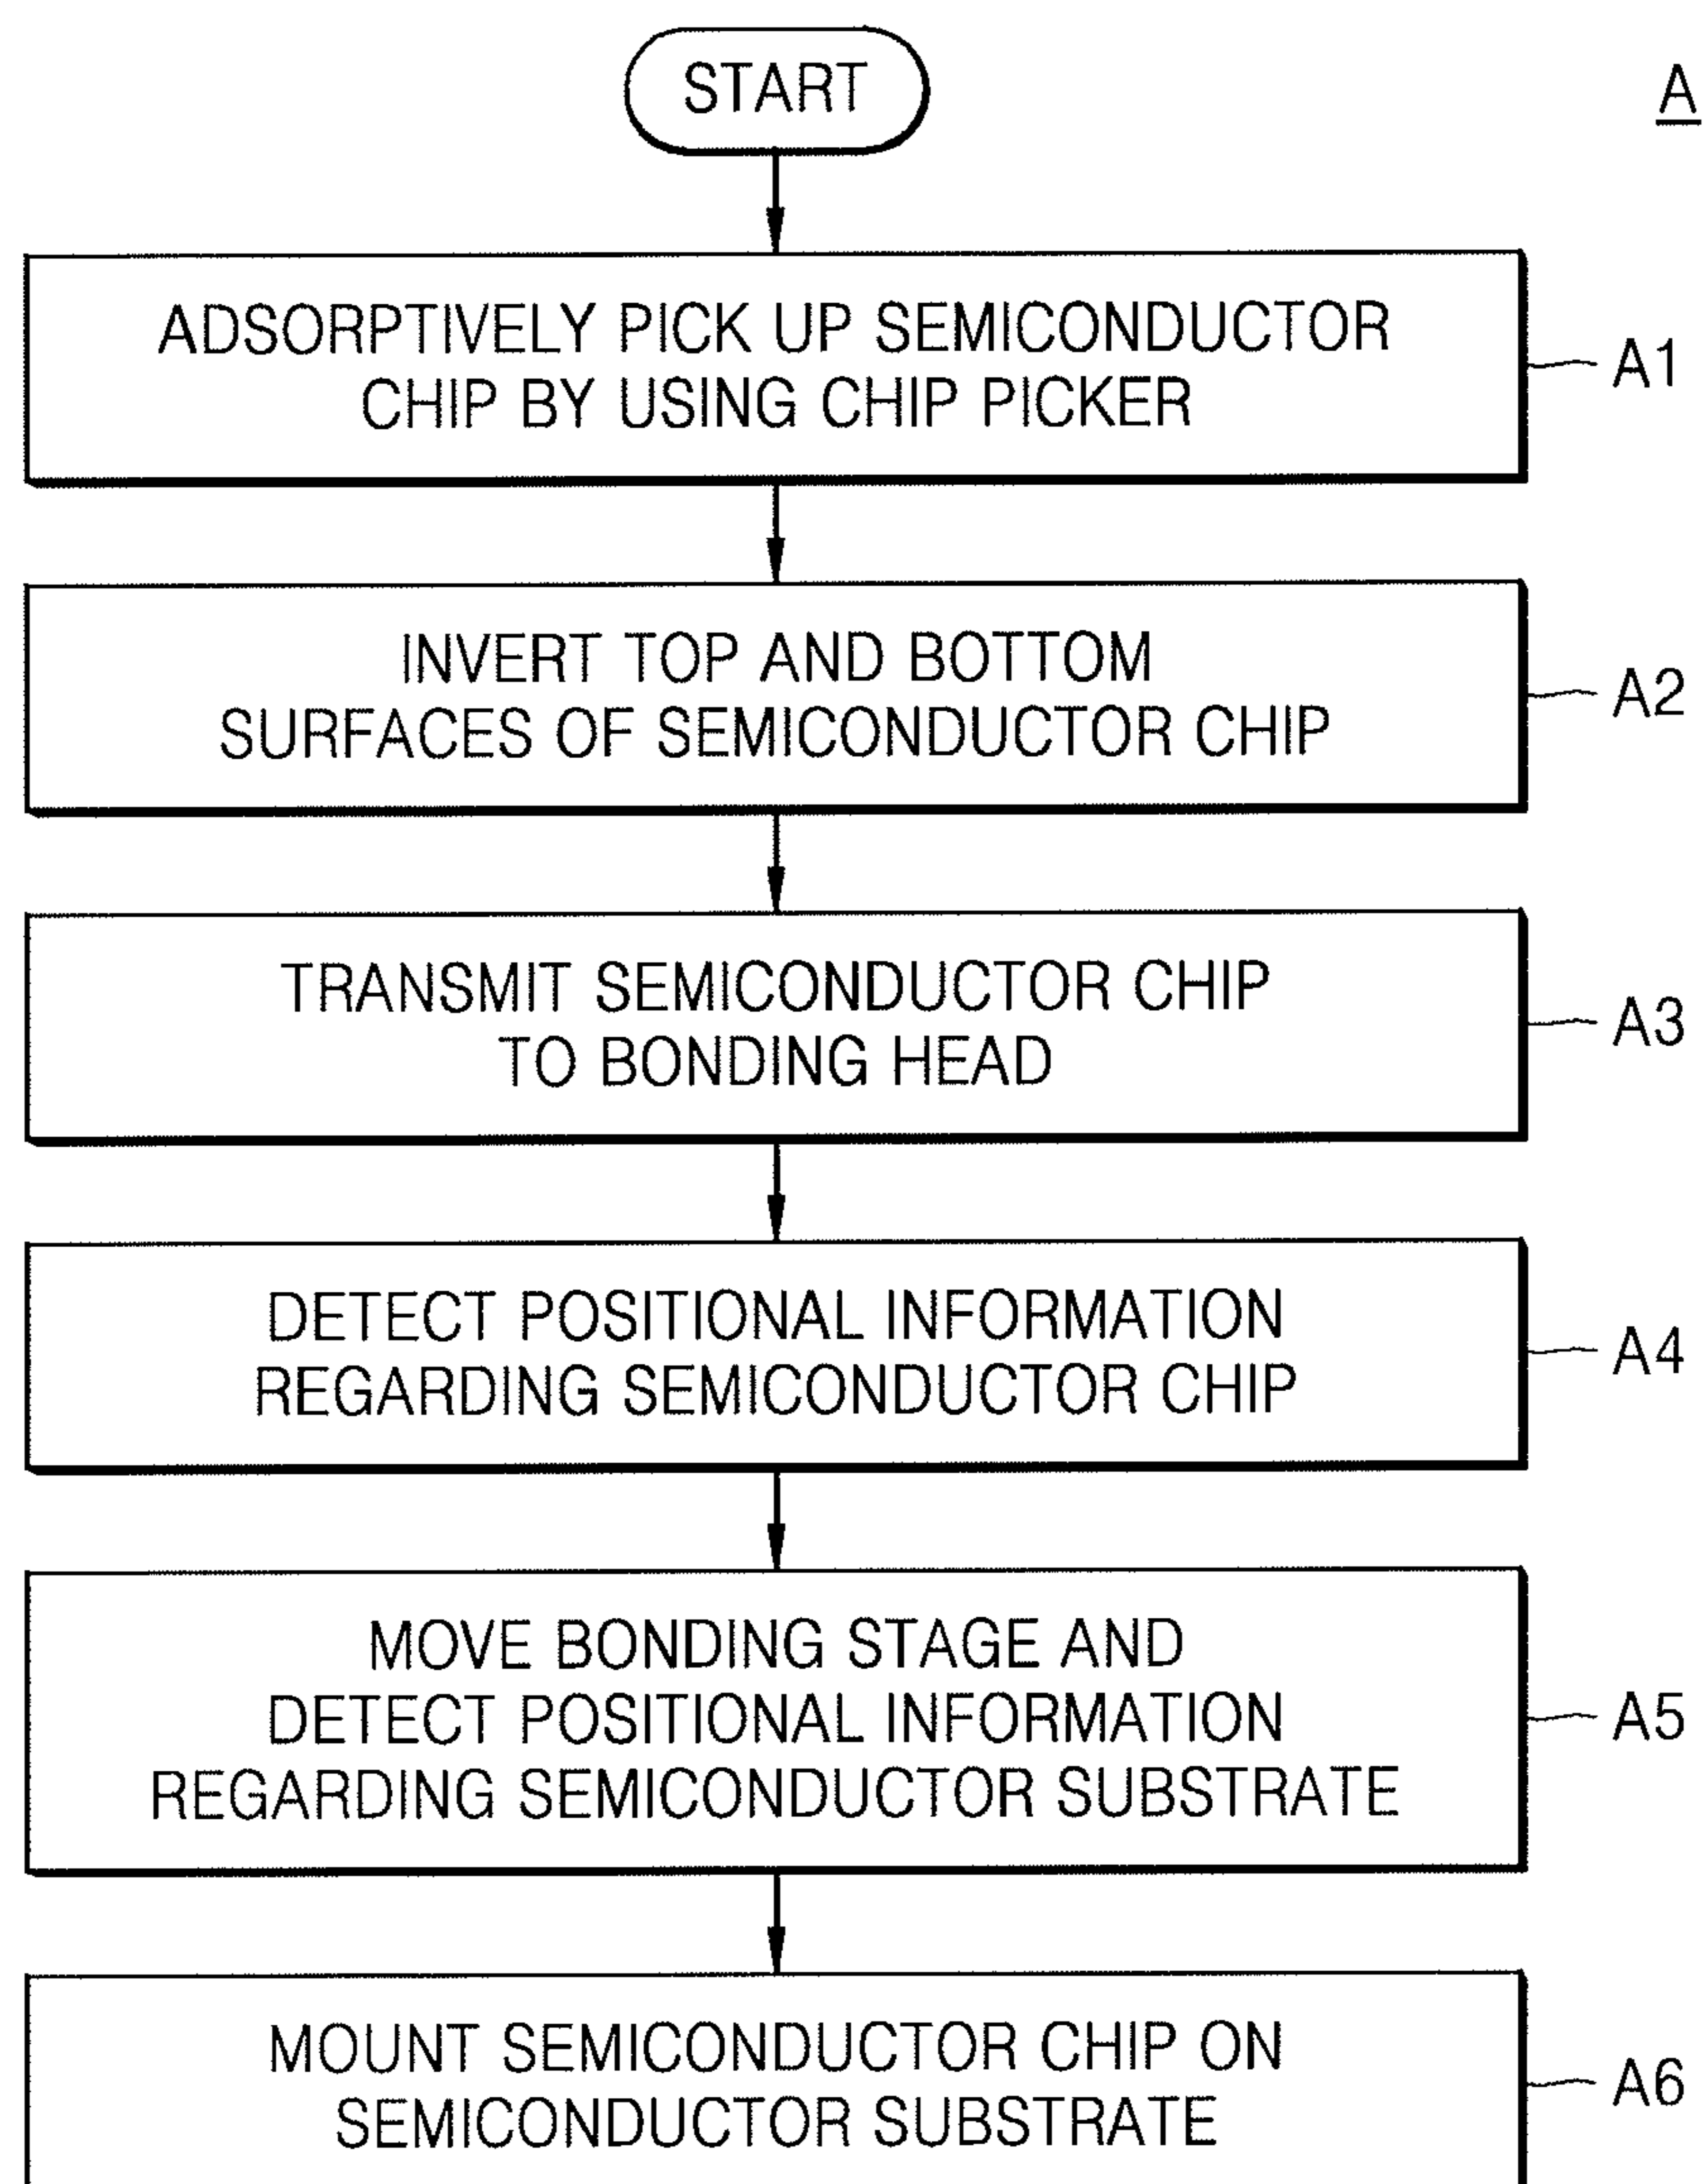 START
A
ADSORPTIVELY PICK UP SEMICONDUCTOR
CHIP BY USING CHIP PICKER
A1
INVERT TOP AND BOTTOM
SURFACES OF SEMICONDUCTOR CHIP
A2
TRANSMIT SEMICONDUCTOR CHIP
TO BONDING HEAD
A3
DETECT POSITIONAL INFORMATION
REGARDING SEMICONDUCTOR CHIP
A4
MOVE BONDING STAGE AND
DETECT POSITIONAL INFORMATION
REGARDING SEMICONDUCTOR SUBSTRATE
A5
MOUNT SEMICONDUCTOR CHIP ON
SEMICONDUCTOR SUBSTRATE
A6